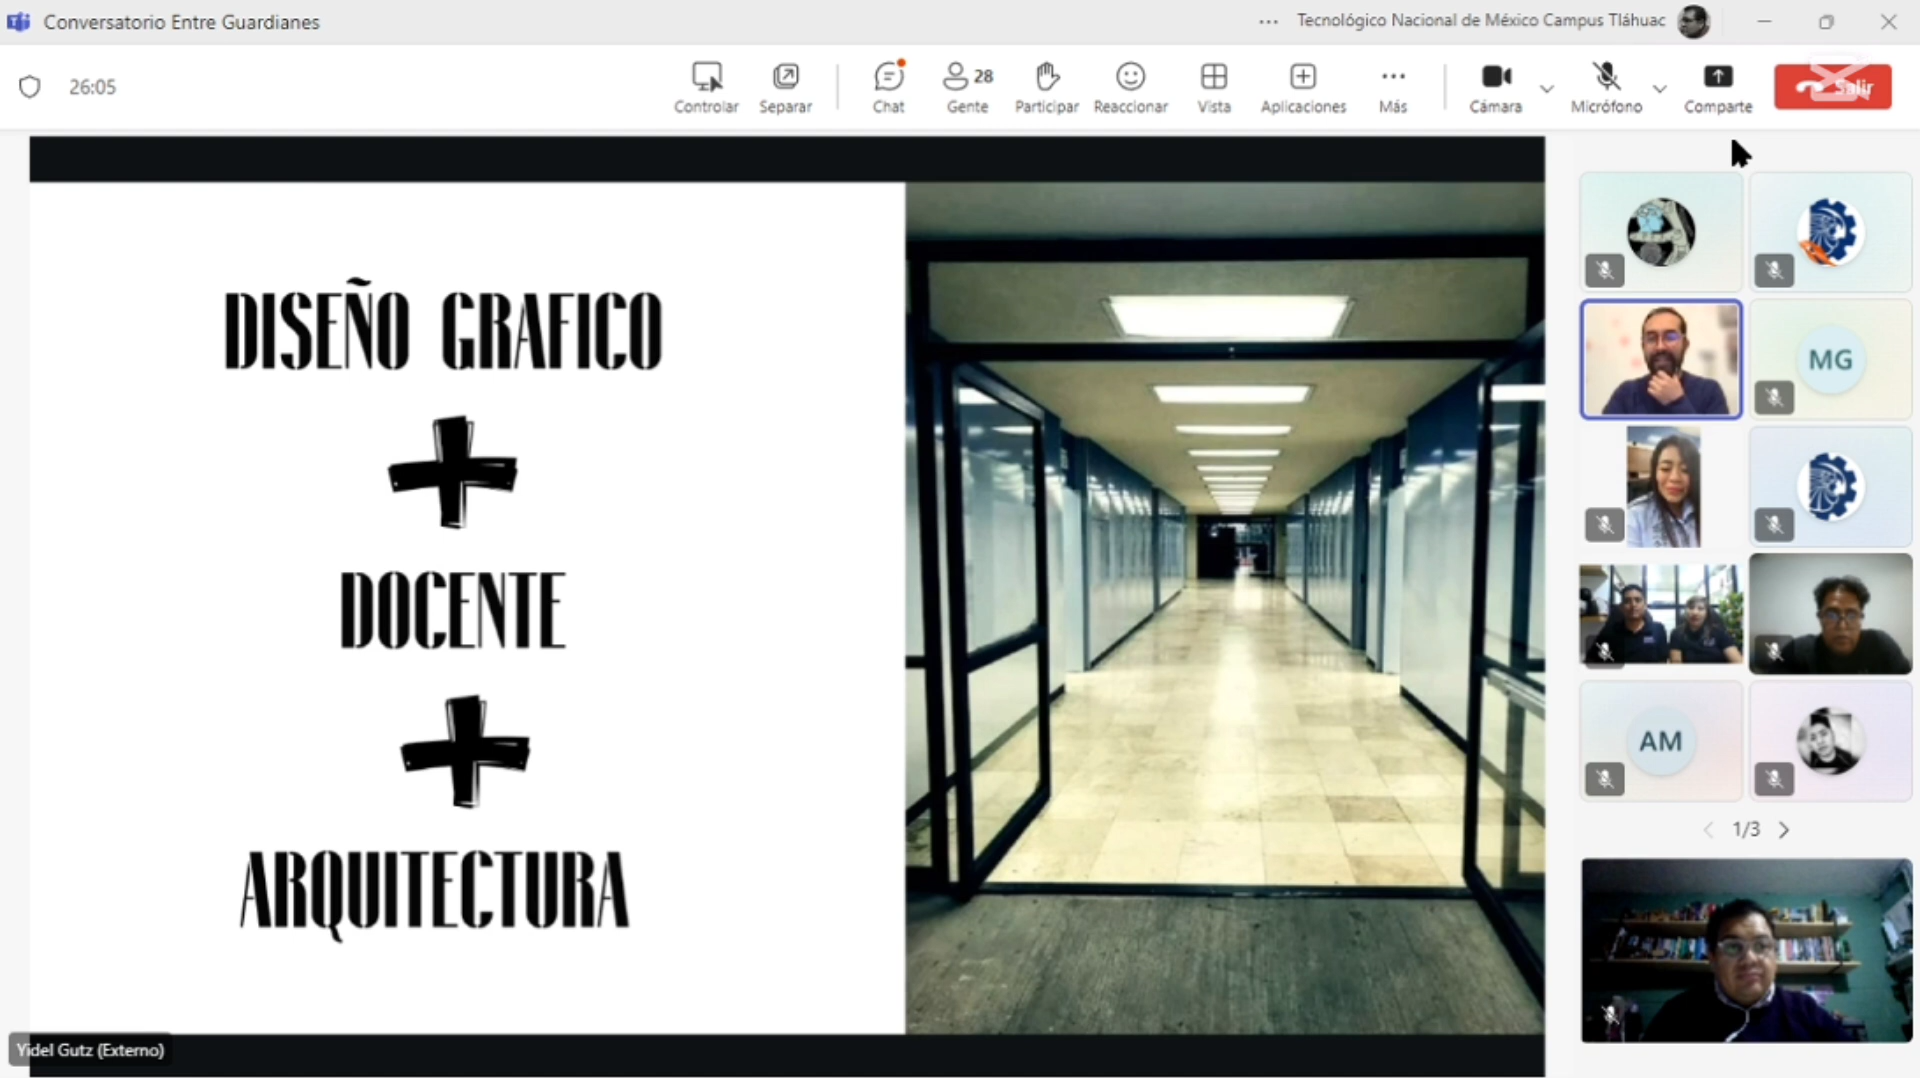 Conversatorio Entre Guardianes
Tecnológico Nacional de México Campus Tláhuac
26:05
Controlar
Separar
Chat
28
Gente
Participar
Reaccionar
Vista
Aplicaciones
Más
Cámara
Micrófono
Comparte
Salir
DISEÑO GRAFICO
DOCENTE
ARQUITECTURA
MG
AM
1/3
Yidel Gutz (Externo)